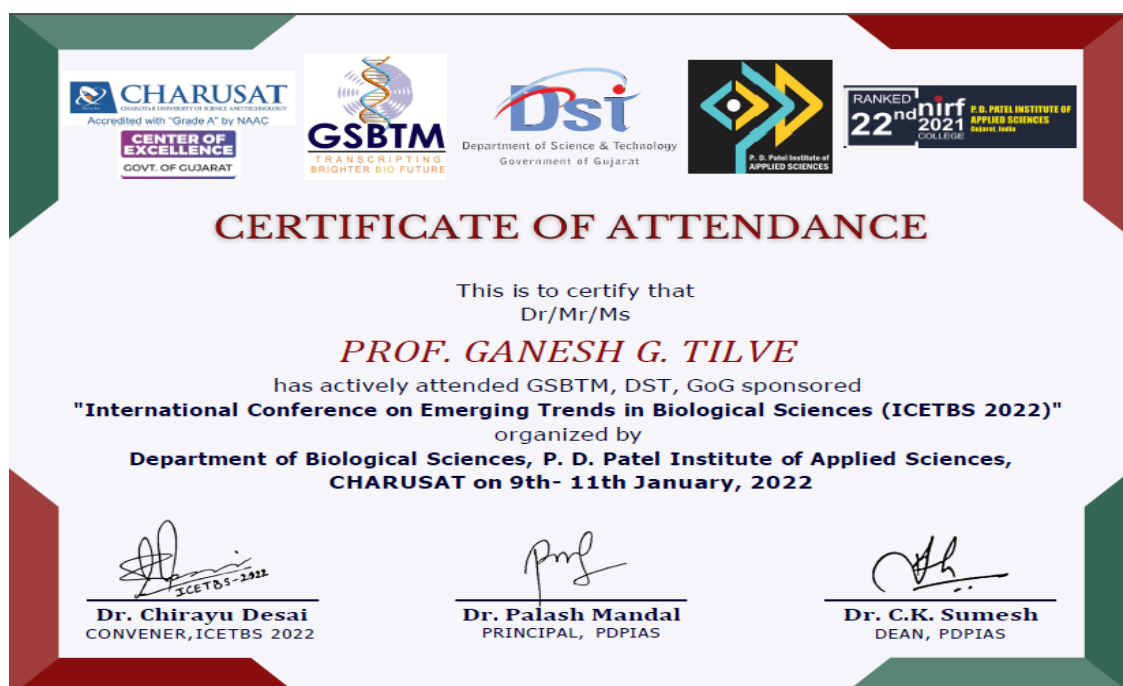 CHARUSAT
CHAROTAR UNIVERSITY OF SCIENCE AND TECHNOLOGY
Accredited with "Grade A" by NAAC
CENTER OF
EXCELLENCE
GOVT. OF GUJARAT
GSBTM
TRANSCRIPTING
BRIGHTER BIO FUTURE
Dst
Department of Science & Technology
Government of Gujarat
P. D. Patel Institute of
APPLIED SCIENCES
RANKED
22nd
nirf
2021
COLLEGE
P. D. PATEL INSTITUTE OF
APPLIED SCIENCES
Gujarat, India
CERTIFICATE OF ATTENDANCE
This is to certify that
Dr/Mr/Ms
PROF. GANESH G. TILVE
has actively attended GSBTM, DST, GoG sponsored
"International Conference on Emerging Trends in Biological Sciences (ICETBS 2022)"
organized by
Department of Biological Sciences, P. D. Patel Institute of Applied Sciences,
CHARUSAT on 9th- 11th January, 2022
ICETBS-2022
Dr. Chirayu Desai
CONVENER,ICETBS 2022
Dr. Palash Mandal
PRINCIPAL, PDPIAS
Dr. C.K. Sumesh
DEAN, PDPIAS